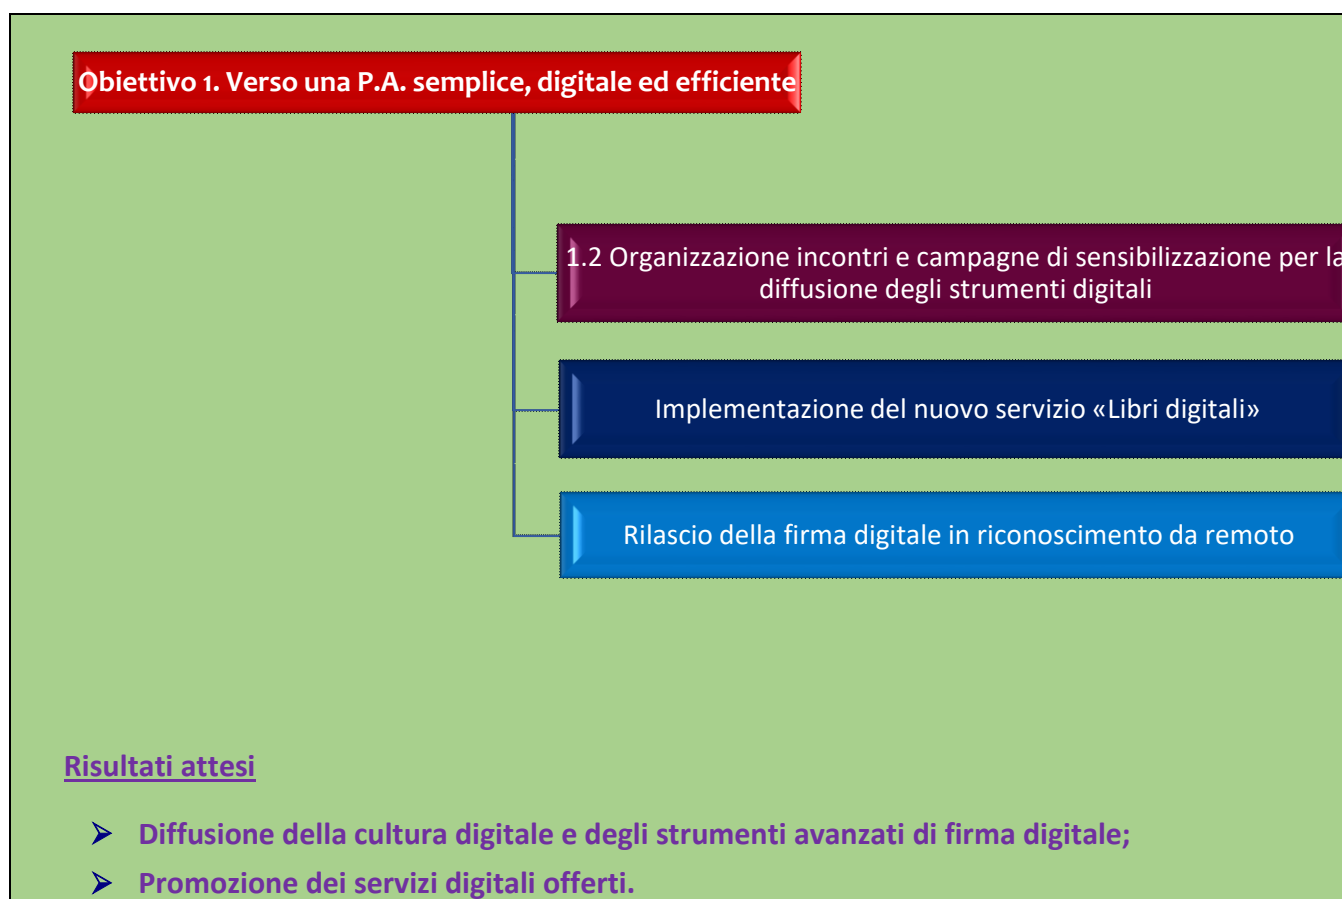 Obiettivo 1. Verso una P.A. semplice, digitale ed efficiente
1.2 Organizzazione incontri e campagne di sensibilizzazione per la
diffusione degli strumenti digitali
Implementazione del nuovo servizio «Libri digitali»
Rilascio della firma digitale in riconoscimento da remoto
Risultati attesi
➢ Diffusione della cultura digitale e degli strumenti avanzati di firma digitale;
➢ Promozione dei servizi digitali offerti.